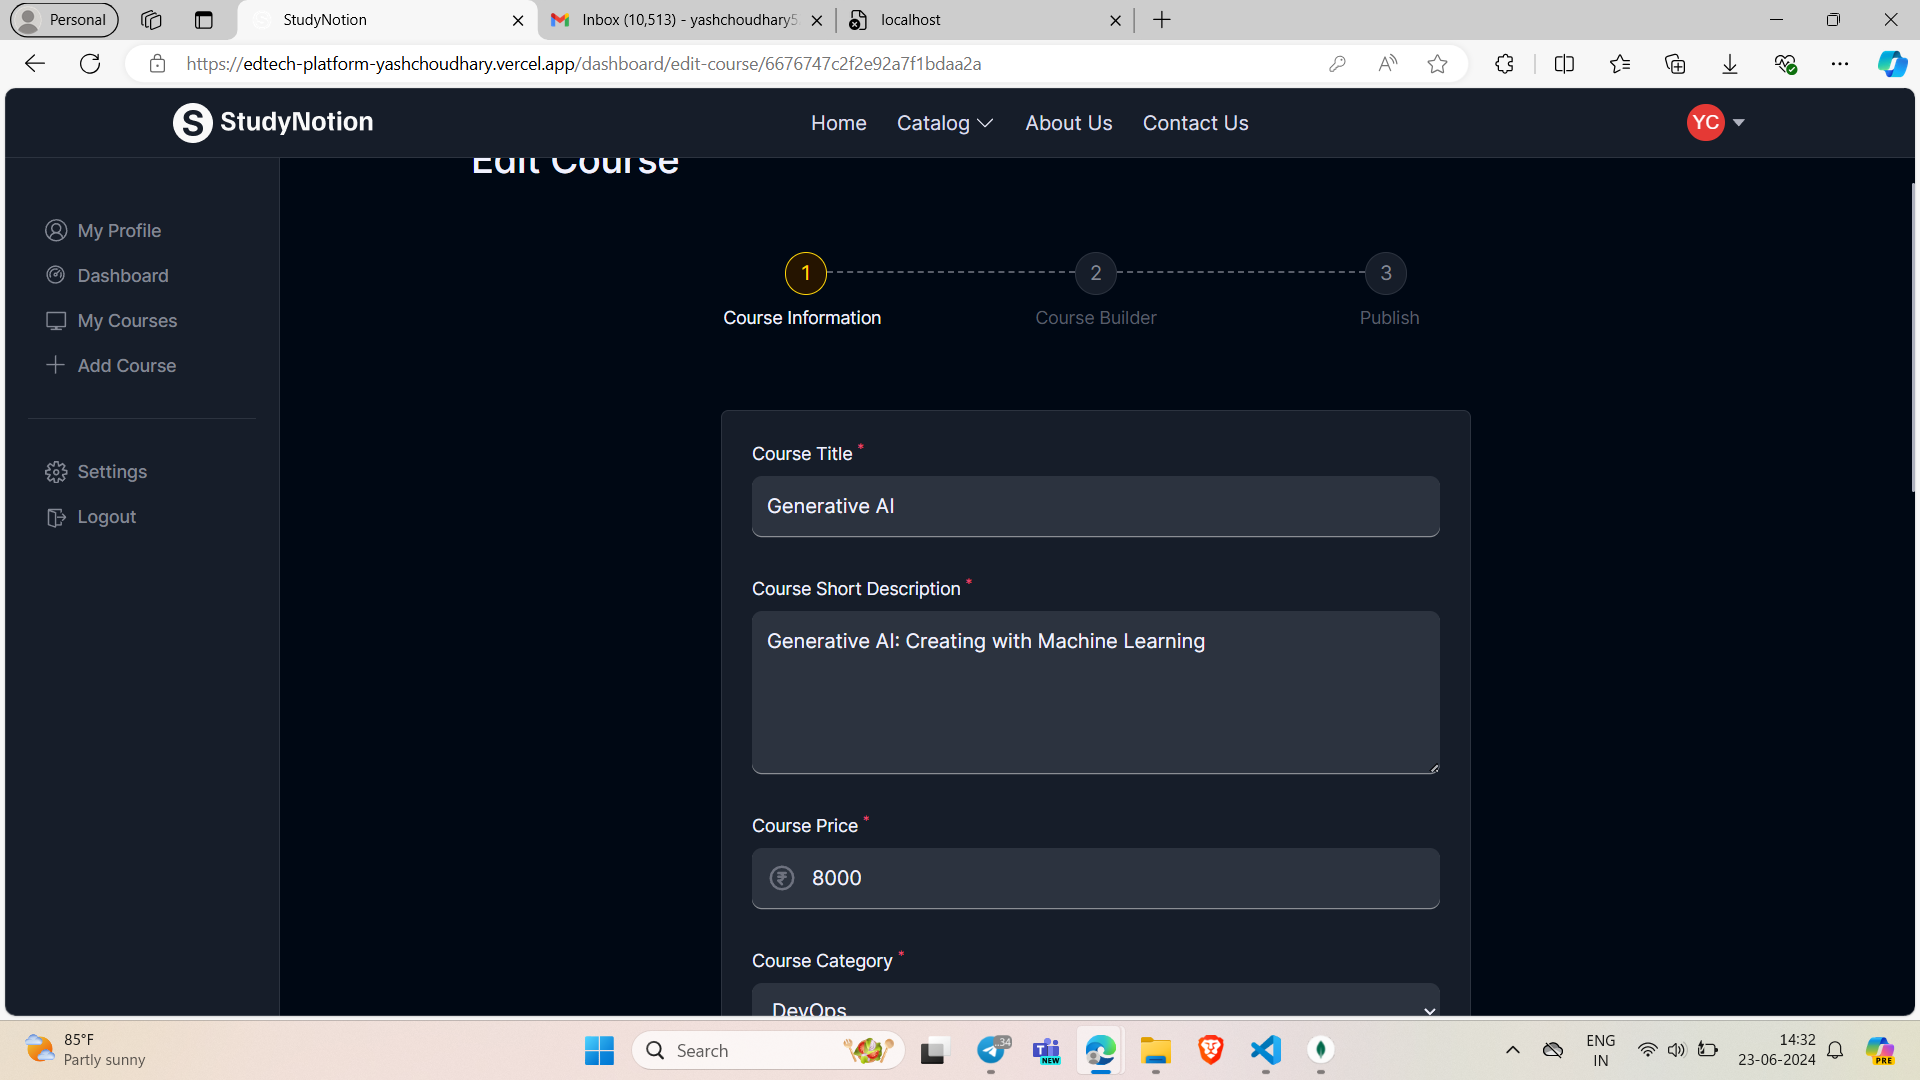 Personal
StudyNotion
Inbox (10,513) - yashchoudhary5
localhost
https://edtech-platform-yashchoudhary.vercel.app/dashboard/edit-course/6676747c2f2e92a7f1bdaa2a
StudyNotion
Home
Catalog
About Us
Contact Us
YC
Edit Course
My Profile
Dashboard
My Courses
Add Course
Settings
Logout
1
2
3
Course Information
Course Builder
Publish
Course Title *
Generative AI
Course Short Description *
Generative AI: Creating with Machine Learning
Course Price *
₹ 8000
Course Category *
DevOps
85°F
Partly sunny
Search
.34
NEW
ENG
IN
14:32
23-06-2024
PRE